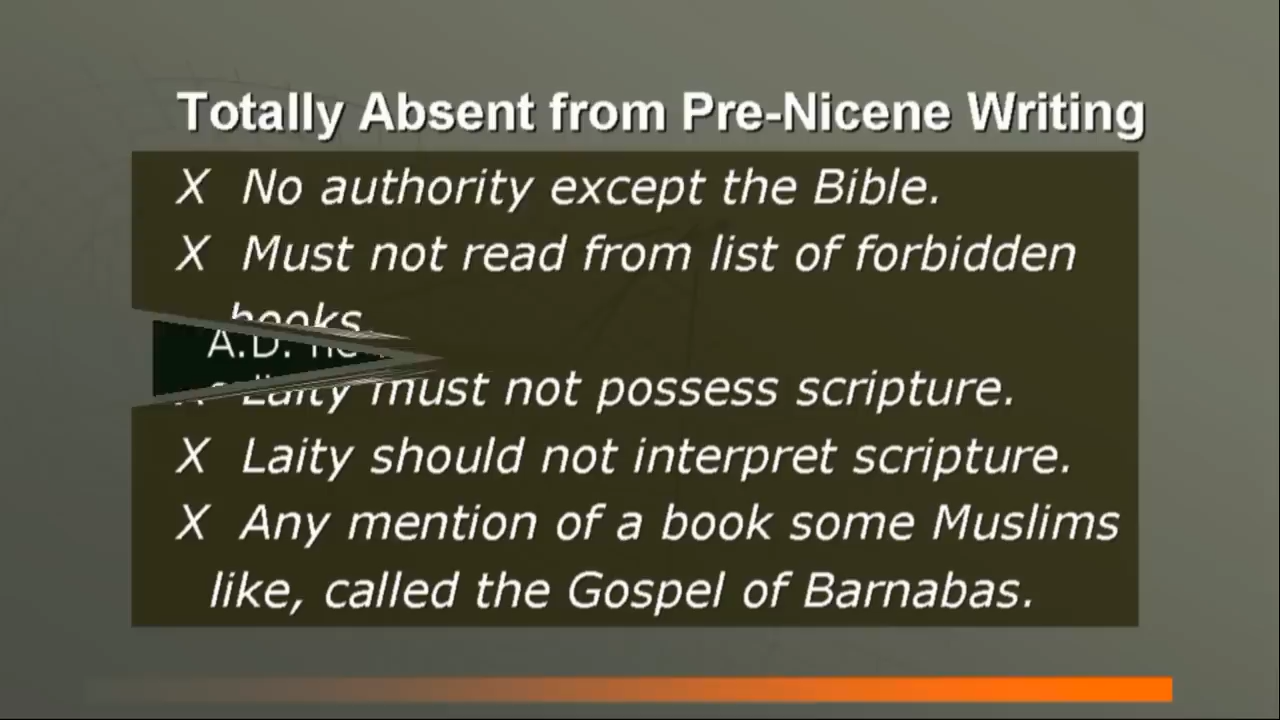 Totally Absent from Pre-Nicene Writing
X No authority except the Bible.
X Must not read from list of forbidden
books.
A.D.
X Laity must not possess scripture.
X Laity should not interpret scripture.
X Any mention of a book some Muslims
like, called the Gospel of Barnabas.